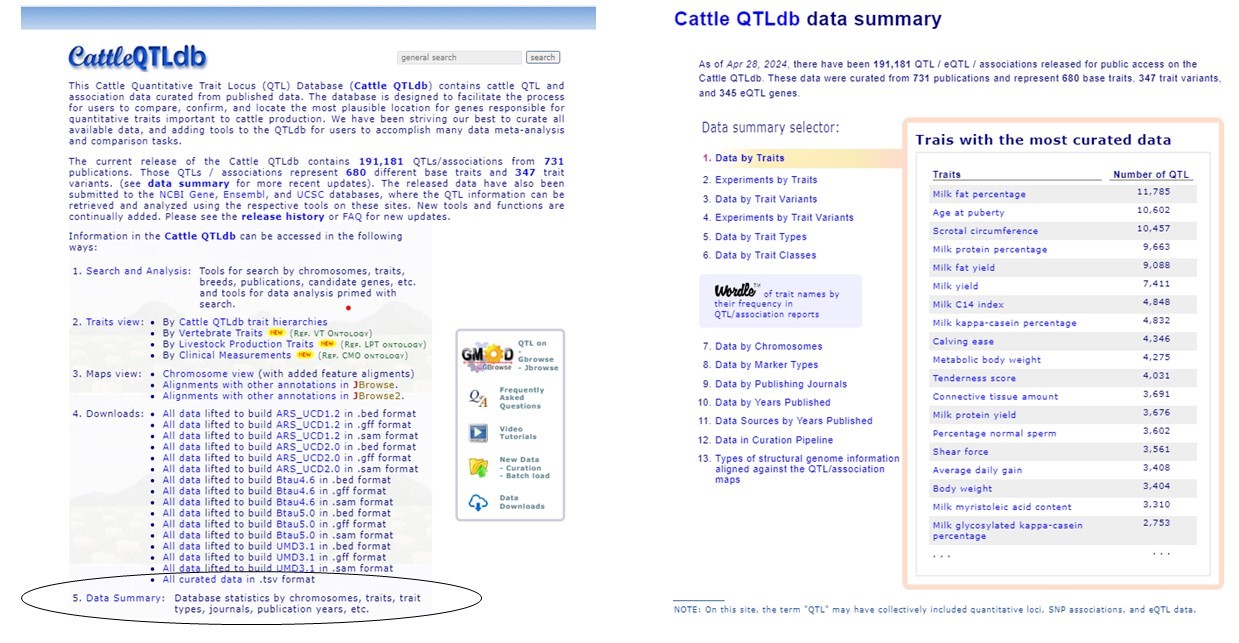 CattleQTLdb
general search
search
This Cattle Quantitative Trait Locus (QTL) Database (Cattle QTLdb) contains cattle QTL and
association data curated from published data. The database is designed to facilitate the process
for users to compare, confirm, and locate the most plausible location for genes responsible for
quantitative traits important to cattle production. We have been striving our best to curate all
available data, and adding tools to the QTLdb for users to accomplish many data meta-analysis
and comparison tasks.
The current release of the Cattle QTLdb contains 191,181 QTLs/associations from 731
publications. Those QTLs / associations represent 680 different base traits and 347 trait
variants. (see data summary for more recent updates). The released data have also been
submitted to the NCBI Gene, Ensembl, and UCSC databases, where the QTL information can be
retrieved and analyzed using the respective tools on these sites. New tools and functions are
continually added. Please see the release history or FAQ for new updates.
Information in the Cattle QTLdb can be accessed in the following
ways:
1. Search and Analysis: Tools for search by chromosomes, traits,
breeds, publications, candidate genes, etc.
and tools for data analysis primed with
search.
2. Traits view: • By Cattle QTLdb trait hierarchies
• By Vertebrate Traits NEW (REF. VT ONTOLOGY)
• By Livestock Production Traits NEW (REF. LPT ONTOLOGY)
• By Clinical Measurements NEW (REF. CMO ONTOLOGY)
3. Maps view: • Chromosome view (with added feature aligments)
• Alignments with other annotations in JBrowse.
• Alignments with other annotations in JBrowse2.
4. Downloads: • All data lifted to build ARS_UCD1.2 in .bed format
• All data lifted to build ARS_UCD1.2 in .gff format
• All data lifted to build ARS_UCD1.2 in .sam format
• All data lifted to build ARS_UCD2.0 in .bed format
• All data lifted to build ARS_UCD2.0 in .gff format
• All data lifted to build ARS_UCD2.0 in .sam format
• All data lifted to build Btau4.6 in .bed format
• All data lifted to build Btau4.6 in .gff format
• All data lifted to build Btau4.6 in .sam format
• All data lifted to build Btau5.0 in .bed format
• All data lifted to build Btau5.0 in .gff format
• All data lifted to build Btau5.0 in .sam format
• All data lifted to build UMD3.1 in .bed format
• All data lifted to build UMD3.1 in .gff format
• All data lifted to build UMD3.1 in .sam format
• All curated data in .tsv format
5. Data Summary: Database statistics by chromosomes, traits, trait
types, journals, publication years, etc.
GMOD
GBrowse
QTL on
-
Gbrowse
- Jbrowse
Q/A
Frequently
Asked
Questions
Video
Tutorials
New Data
- Curation
- Batch load
Data
Downloads
Cattle QTLdb data summary
As of Apr 28, 2024, there have been 191,181 QTL / eQTL / associations released for public access on the
Cattle QTLdb. These data were curated from 731 publications and represent 680 base traits, 347 trait variants,
and 345 eQTL genes.
Data summary selector:
1. Data by Traits
2. Experiments by Traits
3. Data by Trait Variants
4. Experiments by Trait Variants
5. Data by Trait Types
6. Data by Trait Classes
Wordle™ of trait names by
their frequency in
QTL/association reports
7. Data by Chromosomes
8. Data by Marker Types
9. Data by Publishing Journals
10. Data by Years Published
11. Data Sources by Years Published
12. Data in Curation Pipeline
13. Types of structural genome information
aligned against the QTL/association
maps
Trais with the most curated data
Traits Number of QTL
Milk fat percentage 11,785
Age at puberty 10,602
Scrotal circumference 10,457
Milk protein percentage 9,663
Milk fat yield 9,088
Milk yield 7,411
Milk C14 index 4,848
Milk kappa-casein percentage 4,832
Calving ease 4,346
Metabolic body weight 4,275
Tenderness score 4,031
Connective tissue amount 3,691
Milk protein yield 3,676
Percentage normal sperm 3,602
Shear force 3,561
Average daily gain 3,408
Body weight 3,404
Milk myristoleic acid content 3,310
Milk glycosylated kappa-casein 2,753
percentage
. . . . . .
NOTE: On this site, the term "QTL" may have collectively included quantitative loci, SNP associations, and eQTL data.